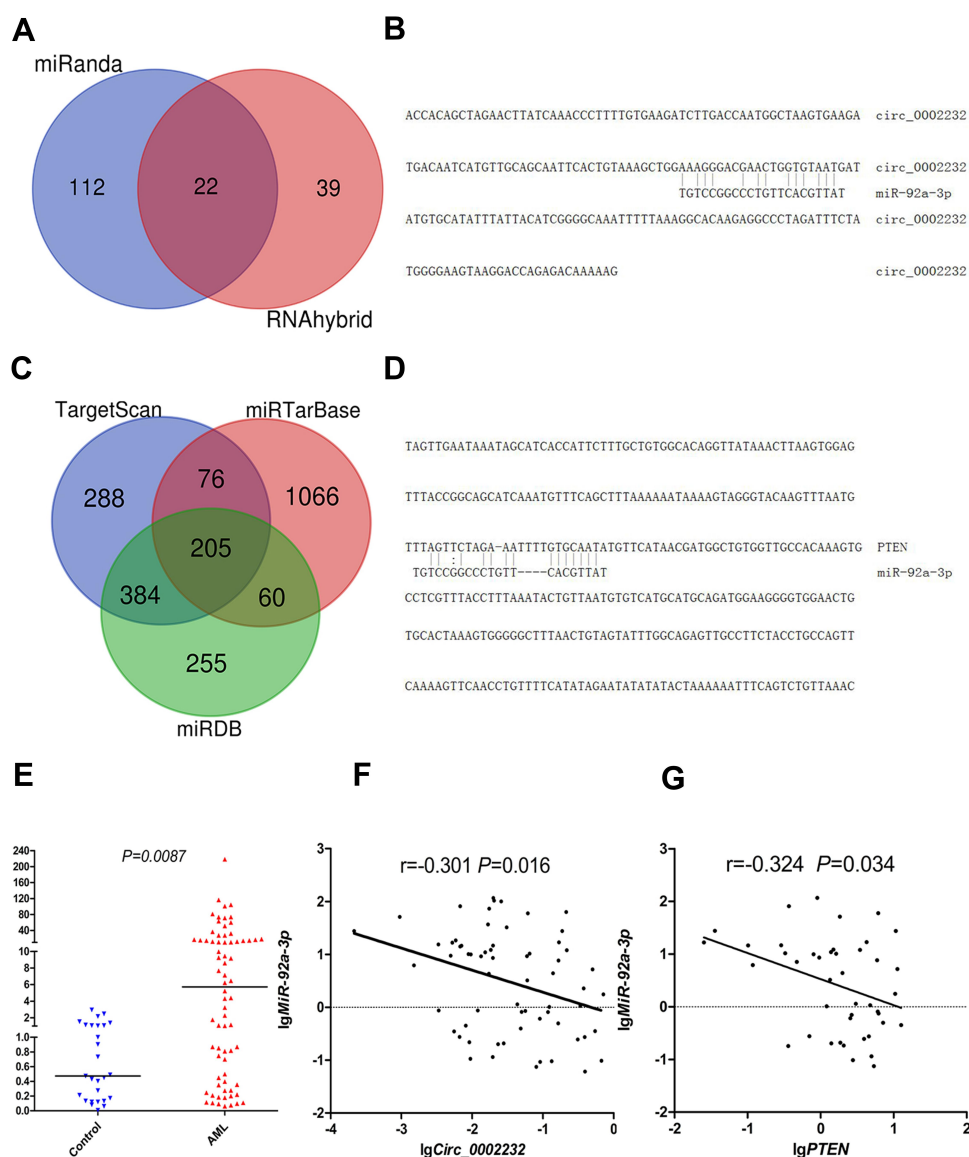 A
miRanda
112
22
39
RNAhybrid
B
ACCACAGCTAGAACTTATCAAACCCTTTTGTGAAGATCTTGACCAATGGCTAAGTGAAGA circ_0002232
TGACAATCATGTTGCAGCAATTCACTGTAAAGCTGGAAAGGGACGAACTGGTGTAATGAT circ_0002232
TGTCCGGCCCTGTTCACGTTAT miR-92a-3p
ATGTGCATATTTATTACATCGGGGCAAATTTTTAAAGGCACAAGAGGCCCTAGATTTCTA circ_0002232
TGGGGAAGTAAGGACCAGAGACAAAAAG circ_0002232
C
TargetScan
miRTarBase
288
76
1066
205
384
60
255
miRDB
D
TAGTTGAATAAATAGCATCACCATTCTTTGCTGTGGCACAGGTTATAAACTTAAGTGGAG
TTTACCGGCAGCATCAAATGTTTCAGCTTTAAAAAATAAAAGTAGGGTACAAGTTTAATG
TTTAGTTCTAGA-AATTTTGTGCAATATGTTCATAACGATGGCTGTGGTTGCCACAAAGTG PTEN
TGTCCGGCCCTGTT----CACGTTAT miR-92a-3p
CCTCGTTTACCTTTAAATACTGTTAATGTGTCATGCATGCAGATGGAAGGGGTGGAACTG
TGCACTAAAGTGGGGGCTTTAACTGTAGTATTTGGCAGAGTTGCCTTCTACCTGCCAGTT
CAAAAGTTCAACCTGTTTTCATATAGAATATATATACTAAAAAATTTCAGTCTGTTAAAC
E
P=0.0087
240
200
160
120
80
40
10
8
6
4
2
1.0
0.8
0.6
0.4
0.2
0.0
Control
AML
F
r=-0.301 P=0.016
lgMiR-92a-3p
3
2
1
0
-1
-2
-4
-3
-2
-1
0
lgCirc_0002232
G
r=-0.324 P=0.034
lgMiR-92a-3p
3
2
1
0
-1
-2
-2
-1
0
1
2
lgPTEN